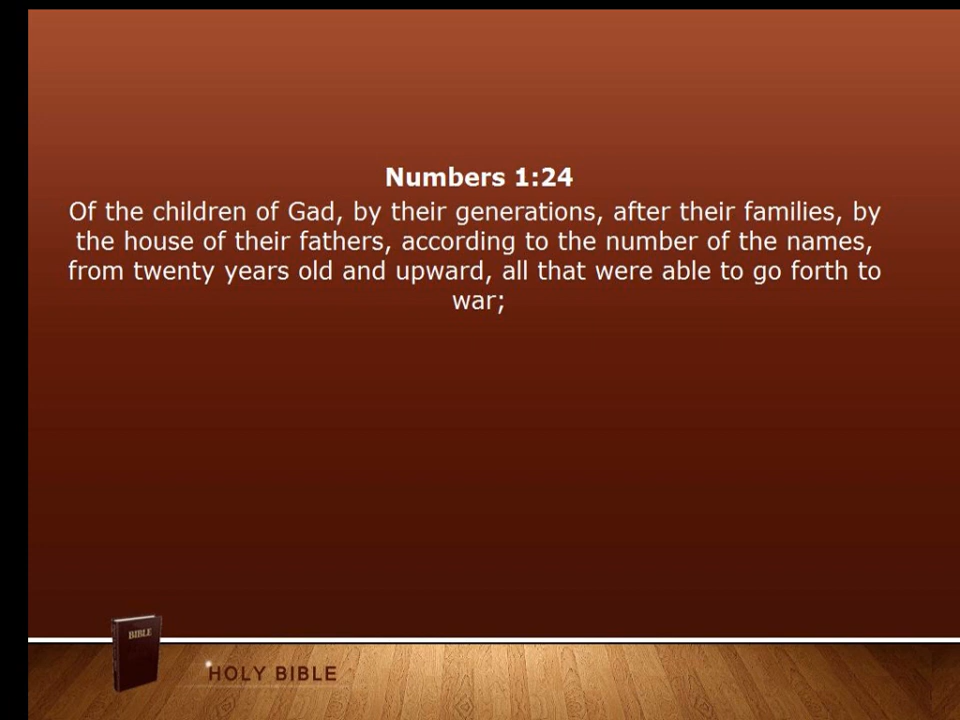 Numbers 1:24
Of the children of Gad, by their generations, after their families, by
the house of their fathers, according to the number of the names,
from twenty years old and upward, all that were able to go forth to
war;
BIBLE
HOLY BIBLE